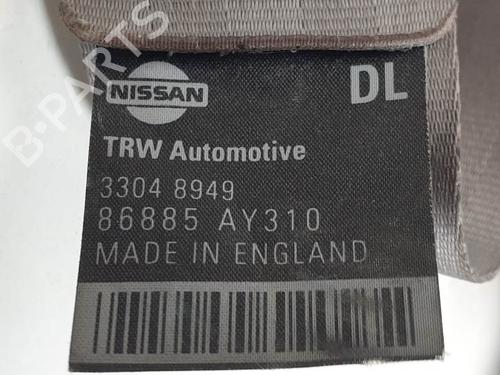 NISSAN
DL
TRW Automotive
3304 8949
86885 AY310
MADE IN ENGLAND
B-PARTS